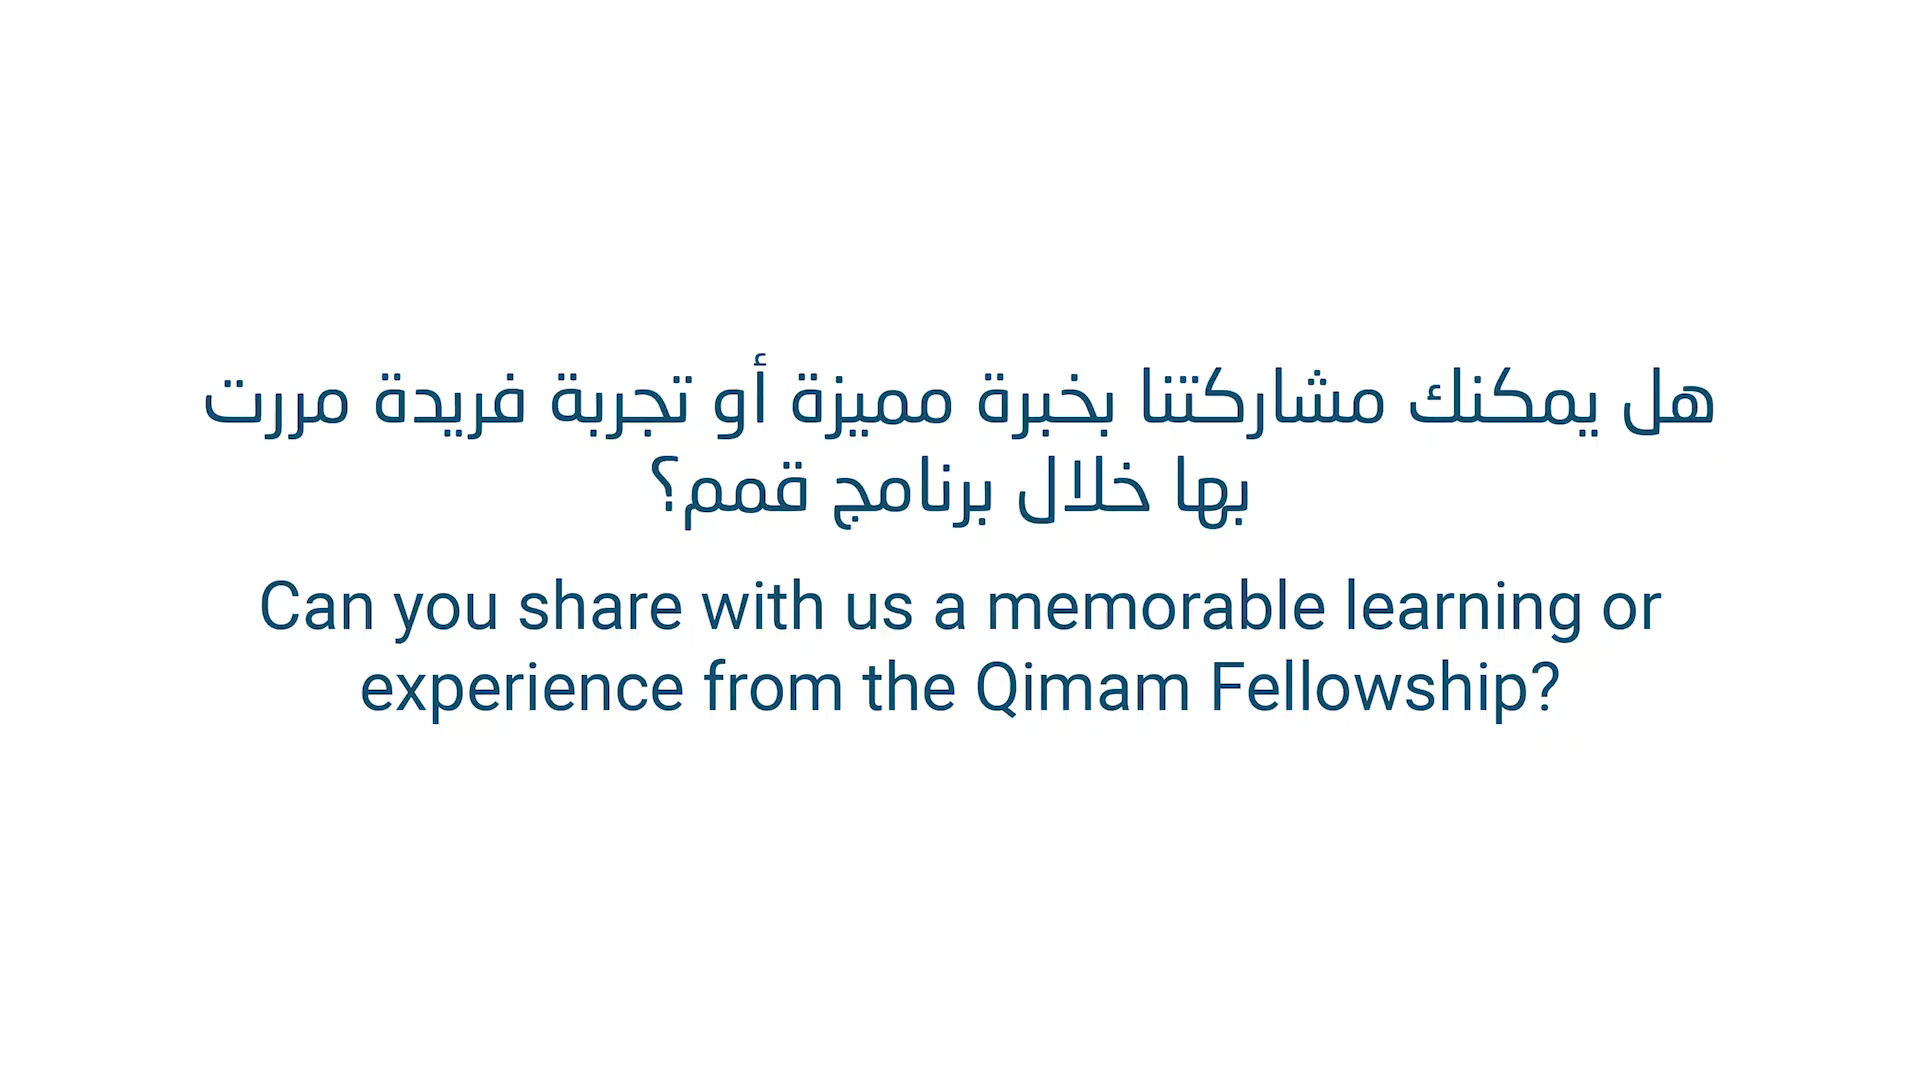 هل يمكنك مشاركتنا بخبرة مميزة أو تجربة فريدة مررت
بها خلال برنامج قمم؟
Can you share with us a memorable learning or
experience from the Qimam Fellowship?